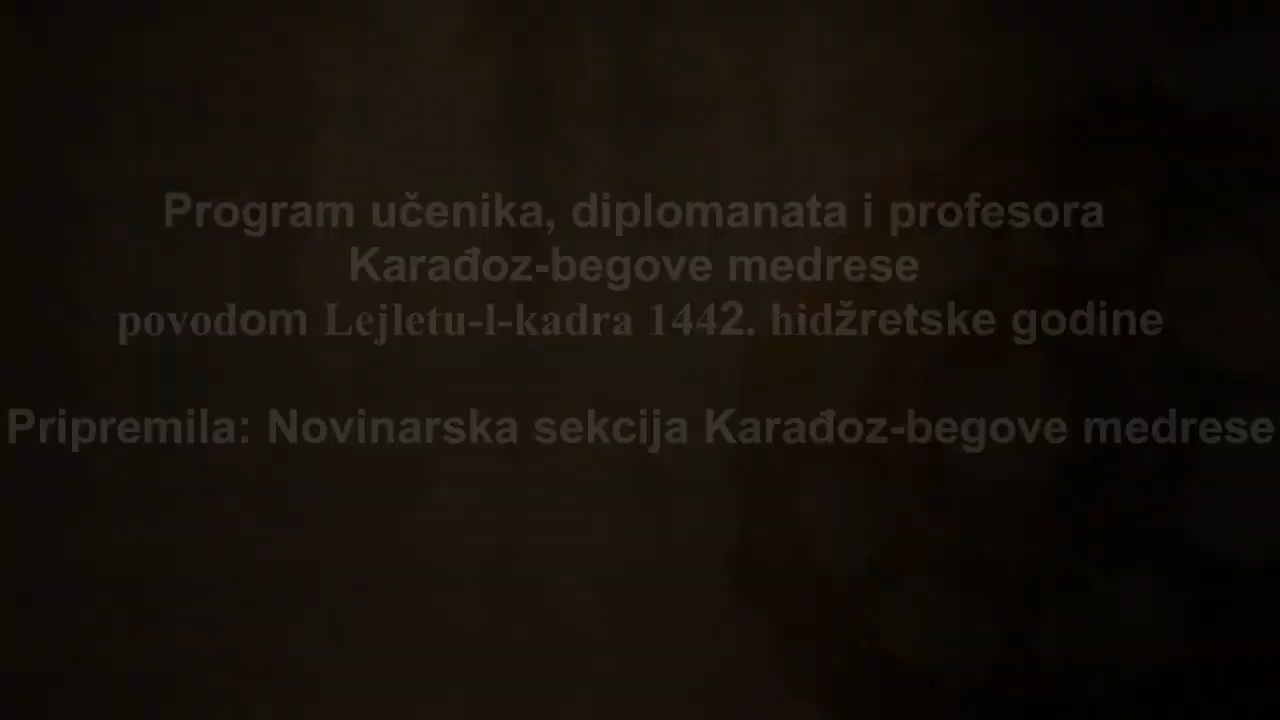 Program učenika, diplomanata i profesora
Karađoz-begove medrese
povodom Lejletu-l-kadra 1442. hidžretske godine
Pripremila: Novinarska sekcija Karađoz-begove medrese